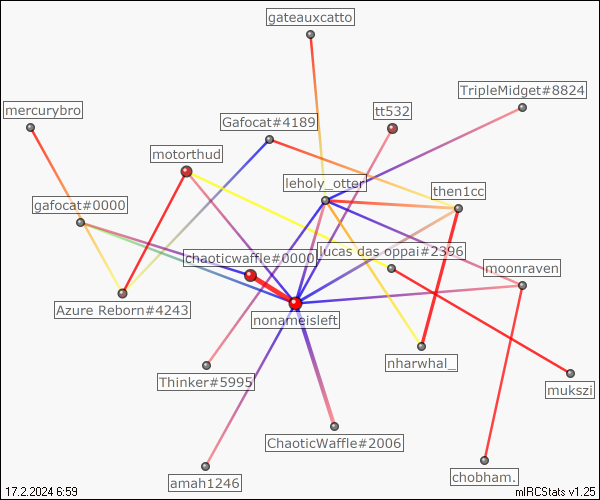 gateauxcatto
TripleMidget#8824
mercurybro
tt532
Gafocat#4189
motorthud
leholy_otter
then1cc
gafocat#0000
lucas das oppai#2396
chaoticwaffle#0000
moonraven
Azure Reborn#4243
nonameisleft
nharwhal_
Thinker#5995
mukszi
ChaoticWaffle#2006
amah1246
chobham.
17.2.2024 6:59
mIRCStats v1.25